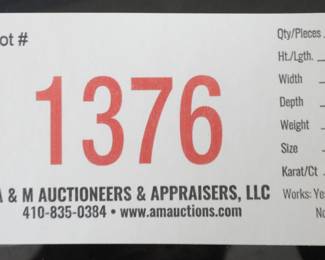 ot #
1376
A & M AUCTIONEERS & APPRAISERS, LLC
410-835-0384 • www.amauctions.com
Qty/Pieces
Ht./Lgth.
Width
Depth
Weight
Size
Karat/Ct
Works: Ye
No